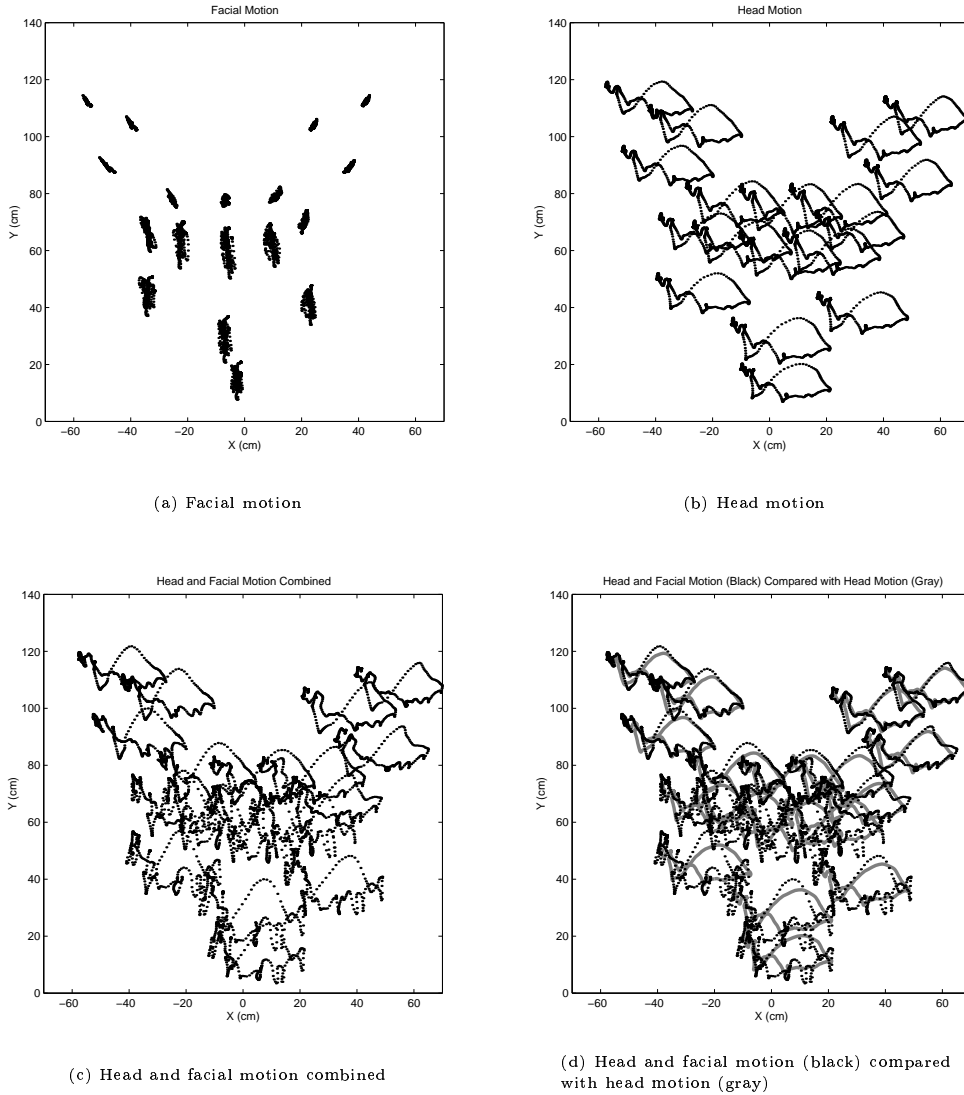 Facial Motion
140
120
100
80
60
40
20
0
−60 −40 −20 0 20 40 60
X (cm)
Y (cm)
(a) Facial motion
Head Motion
140
120
100
80
60
40
20
0
−60 −40 −20 0 20 40 60
X (cm)
Y (cm)
(b) Head motion
Head and Facial Motion Combined
140
120
100
80
60
40
20
0
−60 −40 −20 0 20 40 60
X (cm)
Y (cm)
(c) Head and facial motion combined
Head and Facial Motion (Black) Compared with Head Motion (Gray)
140
120
100
80
60
40
20
0
−60 −40 −20 0 20 40 60
X (cm)
Y (cm)
(d) Head and facial motion (black) compared
with head motion (gray)